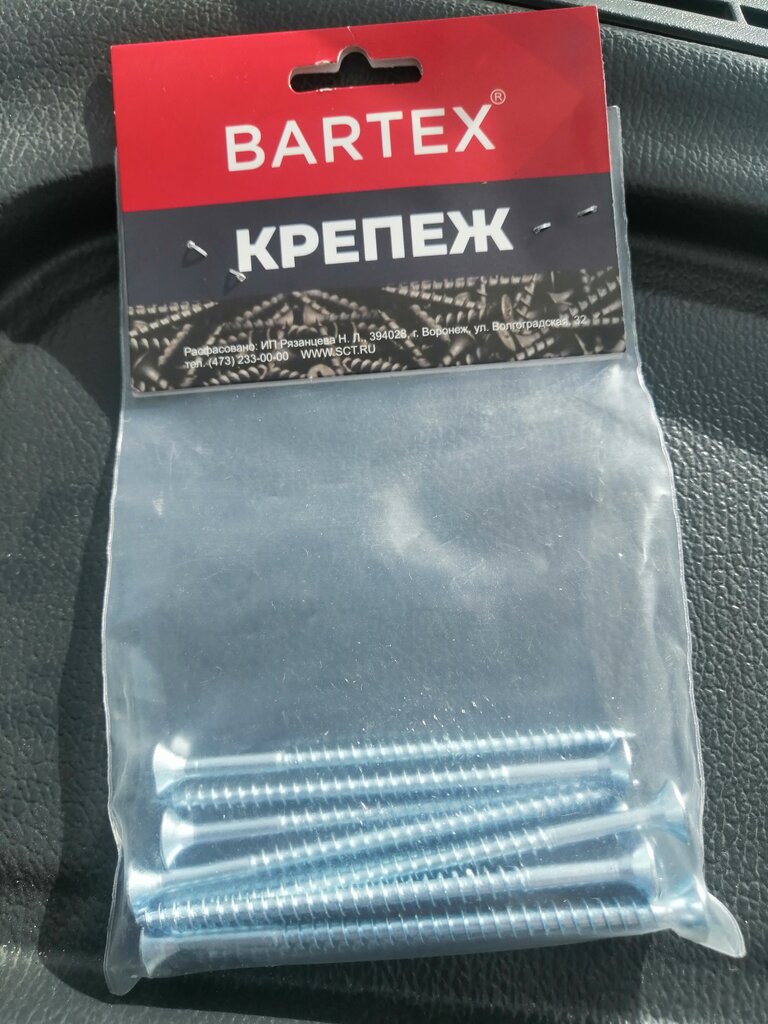 BARTEX®
КРЕПЕЖ
Расфасовано: ИП Рязанцева Н. Л., 394028, г. Воронеж, ул. Волгоградская, 32
тел. (473) 233-00-00 WWW.SCT.RU